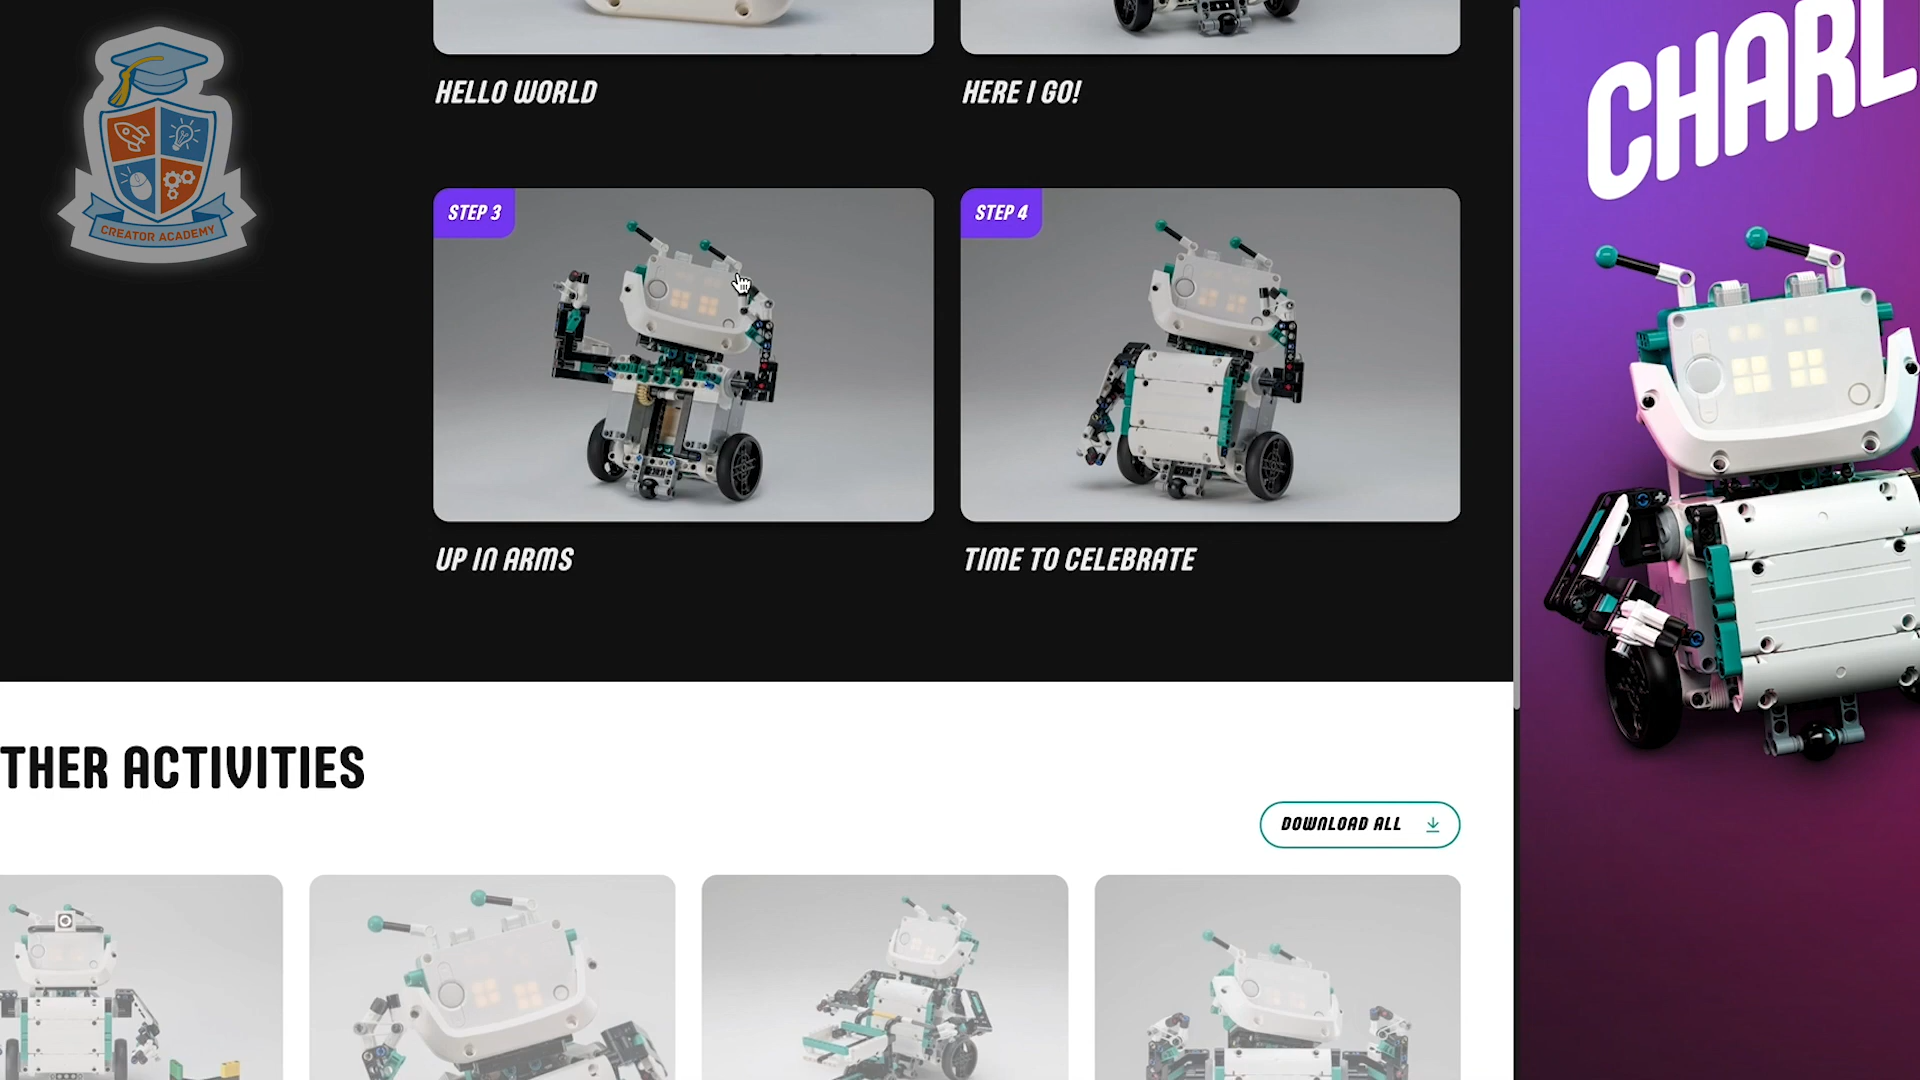 CREATOR ACADEMY
HELLO WORLD
HERE I GO!
STEP 3
STEP 4
UP IN ARMS
TIME TO CELEBRATE
THER ACTIVITIES
DOWNLOAD ALL
CHARL